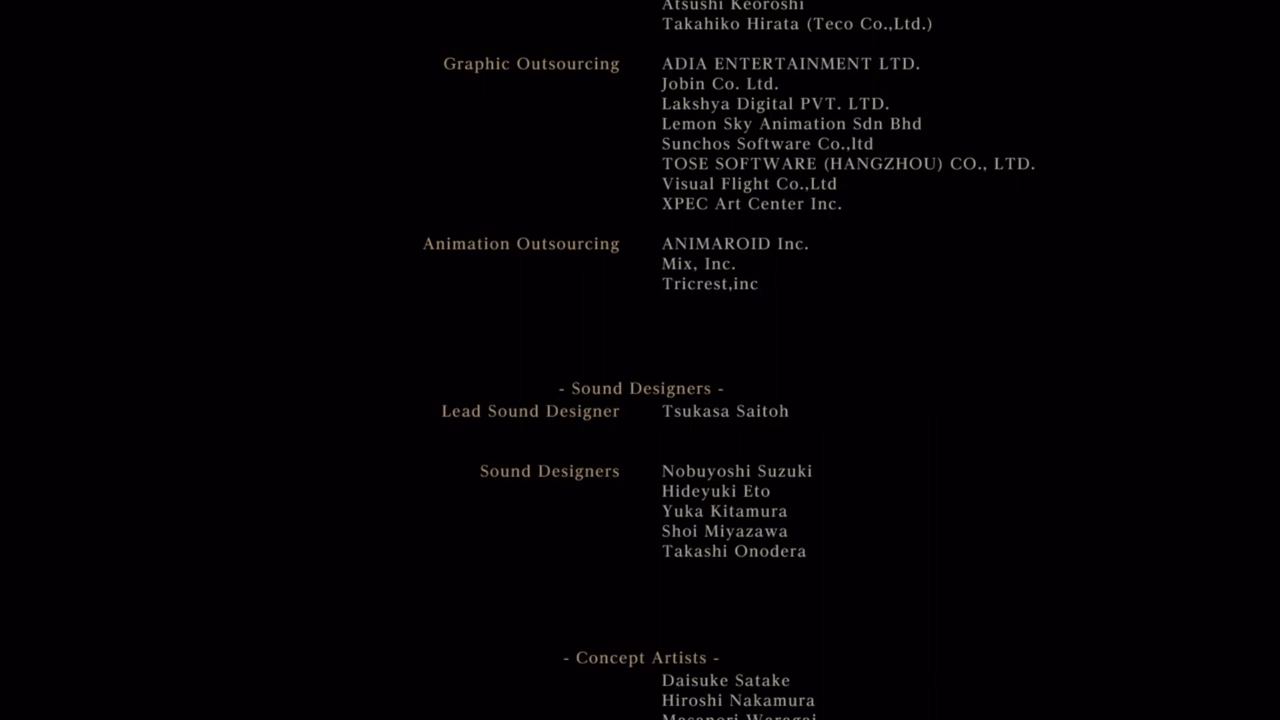 Atsushi Keoroshi
Takahiko Hirata (Teco Co.,Ltd.)
Graphic Outsourcing ADIA ENTERTAINMENT LTD.
Jobin Co. Ltd.
Lakshya Digital PVT. LTD.
Lemon Sky Animation Sdn Bhd
Sunchos Software Co.,ltd
TOSE SOFTWARE (HANGZHOU) CO., LTD.
Visual Flight Co.,Ltd
XPEC Art Center Inc.
Animation Outsourcing ANIMAROID Inc.
Mix, Inc.
Tricrest,inc
- Sound Designers -
Lead Sound Designer Tsukasa Saitoh
Sound Designers Nobuyoshi Suzuki
Hideyuki Eto
Yuka Kitamura
Shoi Miyazawa
Takashi Onodera
- Concept Artists -
Daisuke Satake
Hiroshi Nakamura
Masanori Waragai